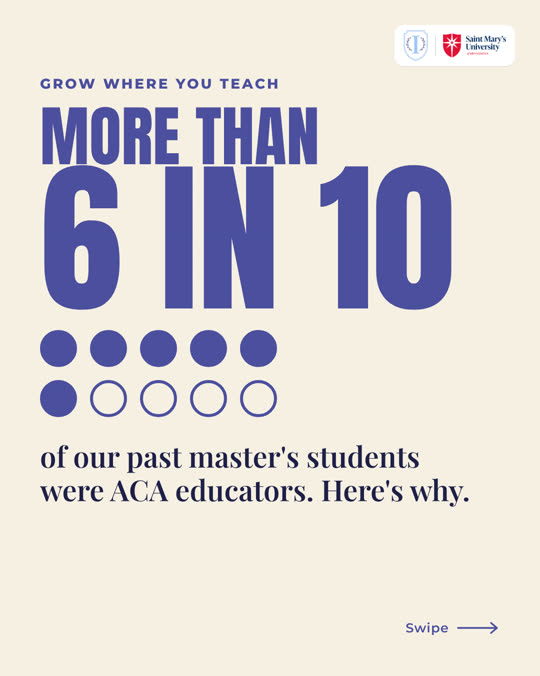 Saint Mary's
University
GROW WHERE YOU TEACH
MORE THAN
6 IN 10
of our past master's students
were ACA educators. Here's why.
Swipe